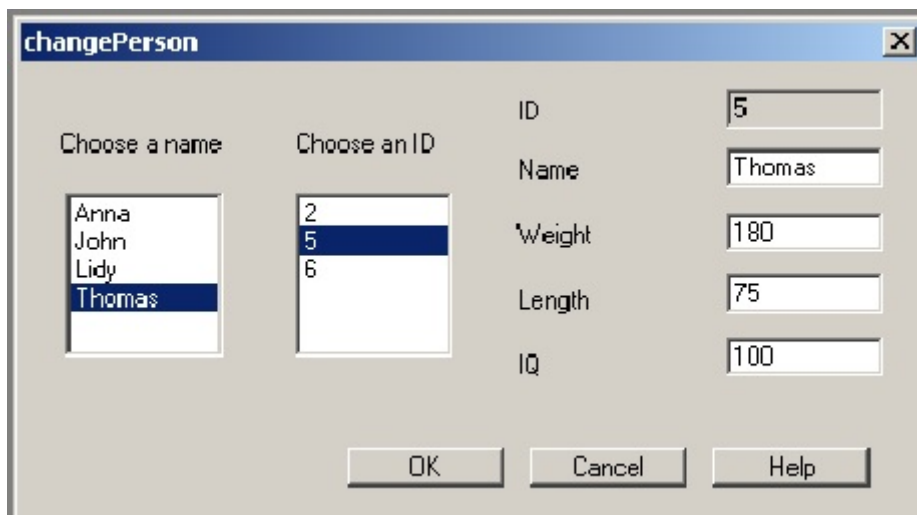 changePerson
Choose a name
Anna
John
Lidy
Thomas
Choose an ID
2
5
6
ID
5
Name
Thomas
Weight
180
Length
75
IQ
100
OK
Cancel
Help